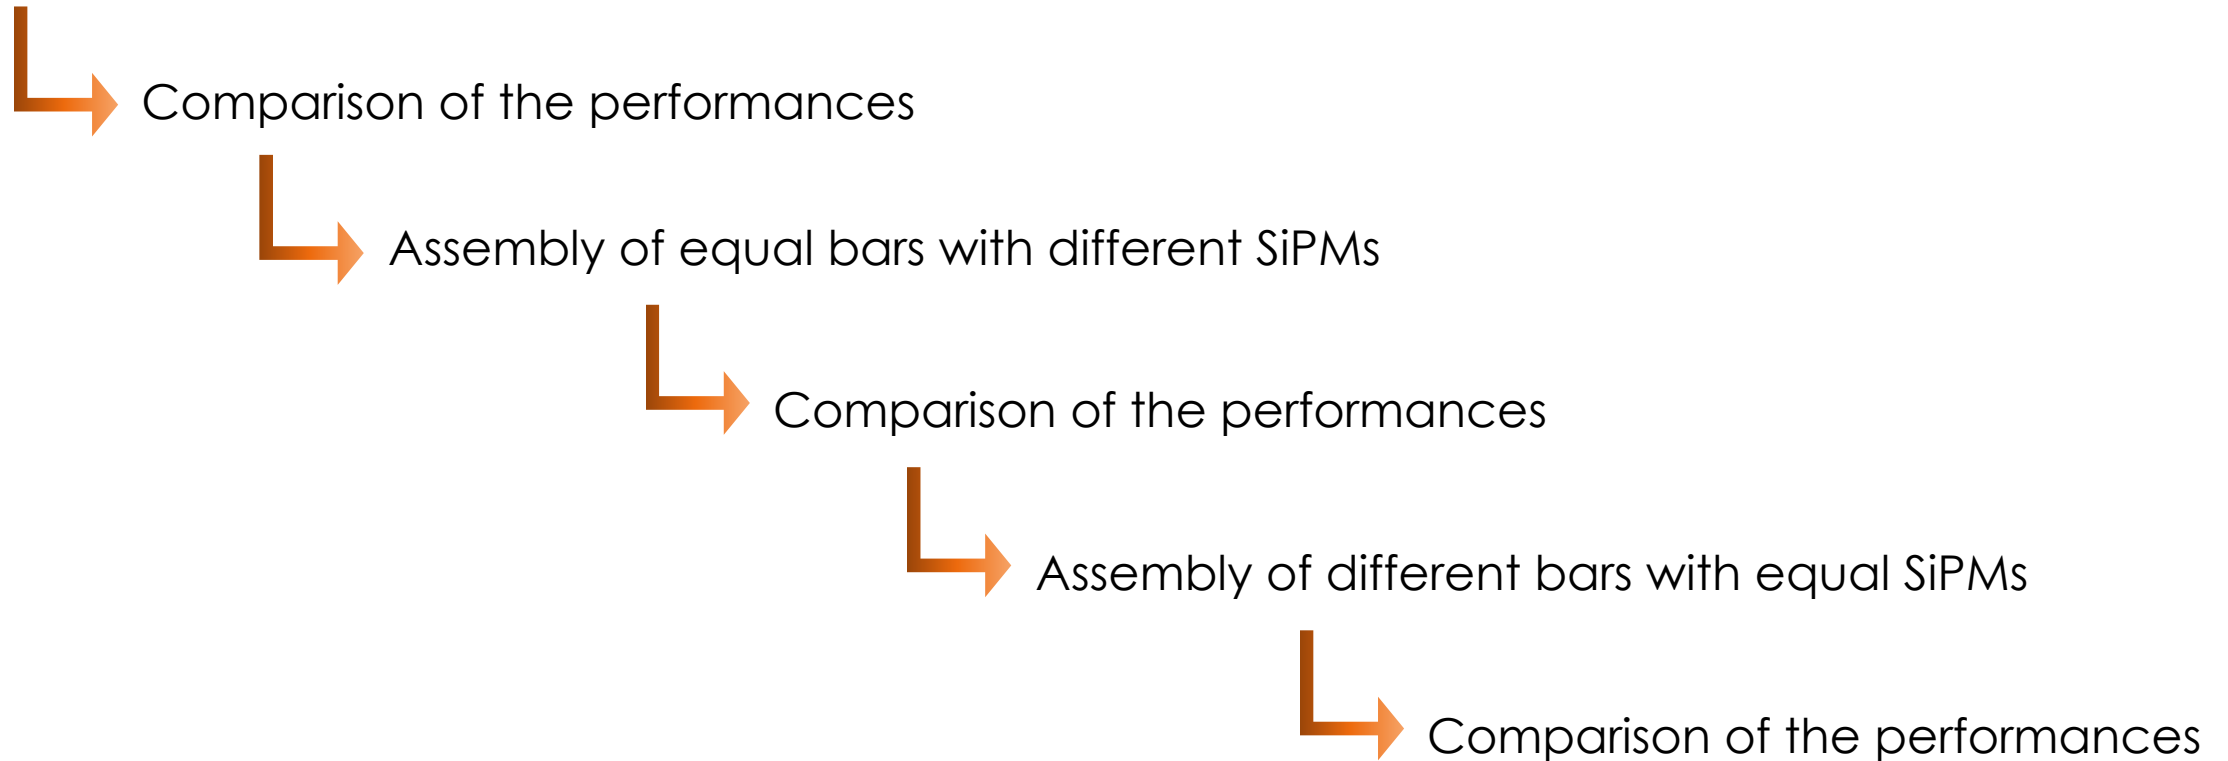 Comparison of the performances
Assembly of equal bars with different SiPMs
Comparison of the performances
Assembly of different bars with equal SiPMs
Comparison of the performances